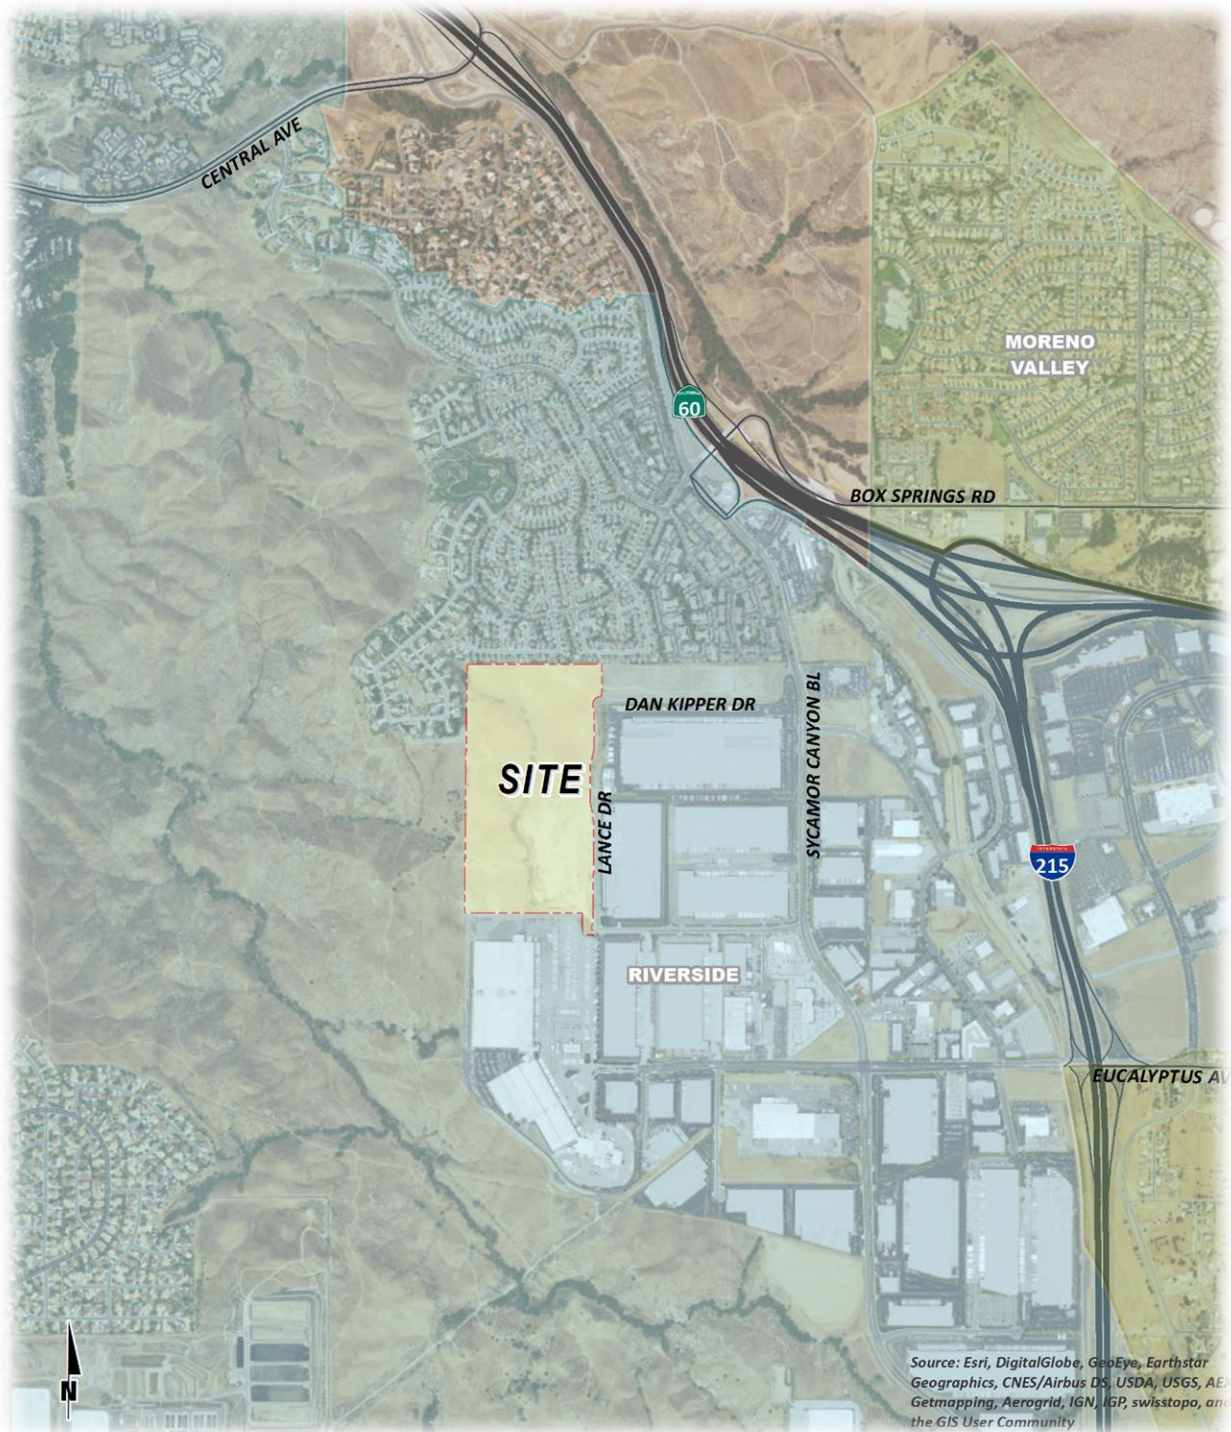 CENTRAL AVE
MORENO
VALLEY
CALIFORNIA
60
BOX SPRINGS RD
DAN KIPPER DR
SYCAMOR CANYON BL
SITE
LANCE DR
INTERSTATE
215
RIVERSIDE
EUCALYPTUS AV
Source: Esri, DigitalGlobe, GeoEye, Earthstar
Geographics, CNES/Airbus DS, USDA, USGS, AEX
Getmapping, Aerogrid, IGN, IGP, swisstopo, and
the GIS User Community
N